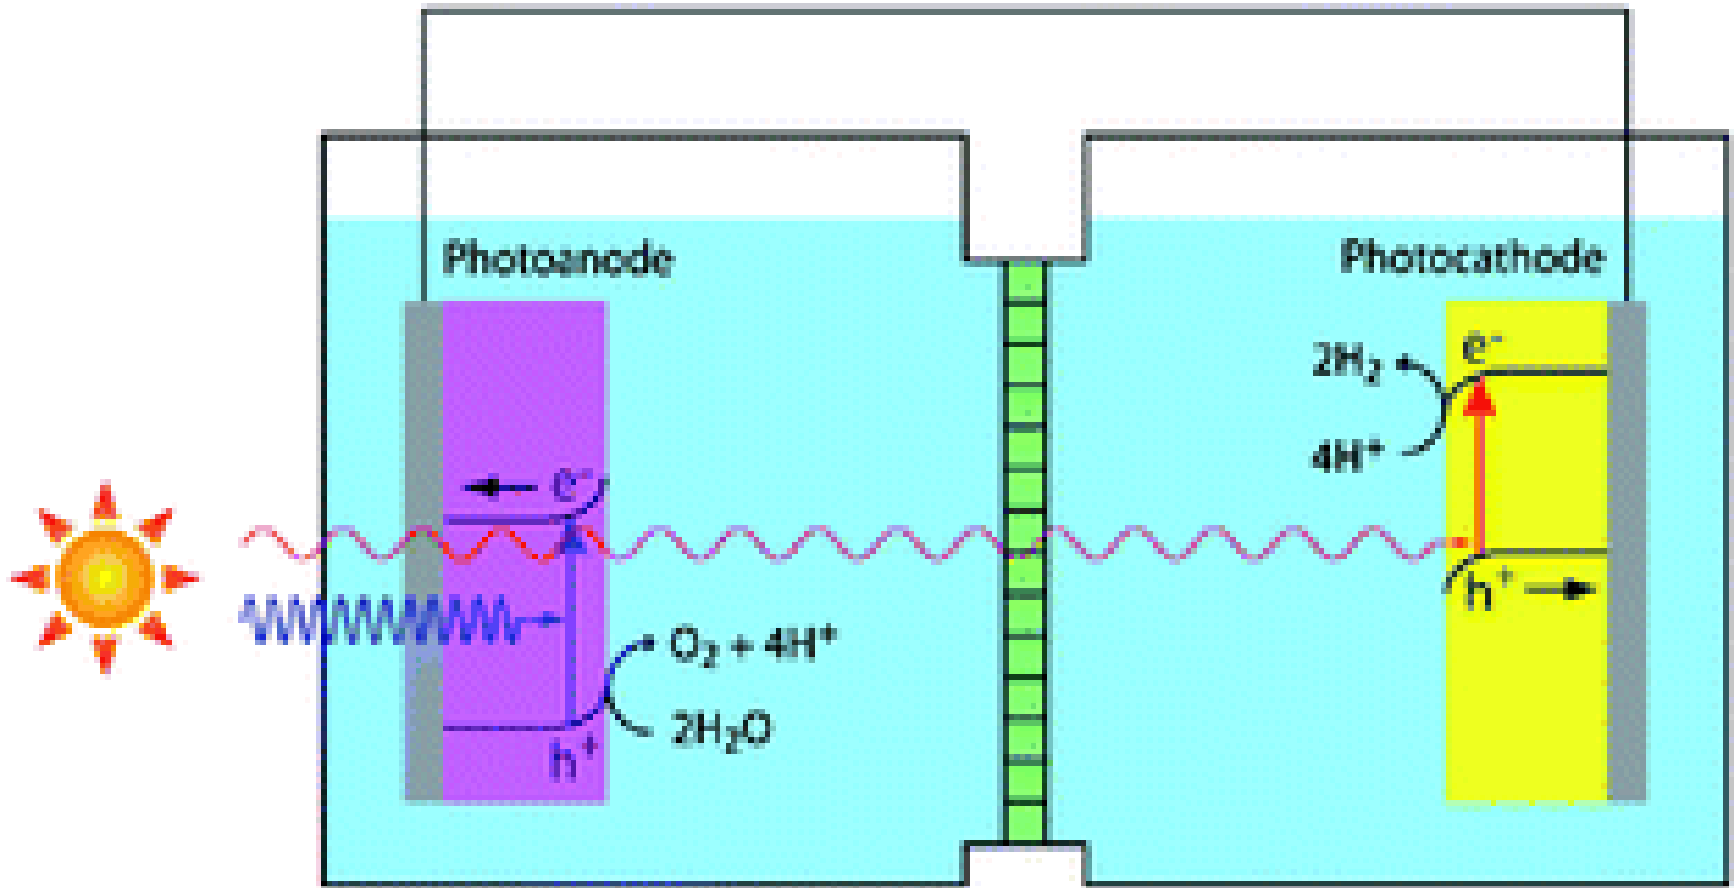 Photoanode
e⁻
O₂ + 4H⁺
2H₂O
h⁺
Photocathode
e⁻
2H₂
4H⁺
h⁺